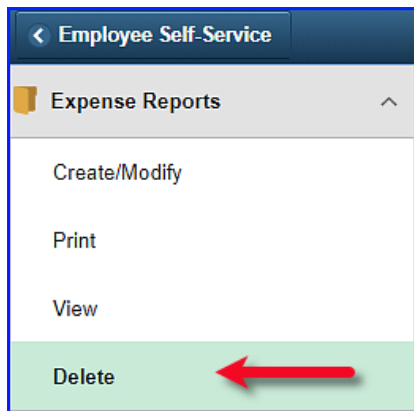 Employee Self-Service
Expense Reports
Create/Modify
Print
View
Delete